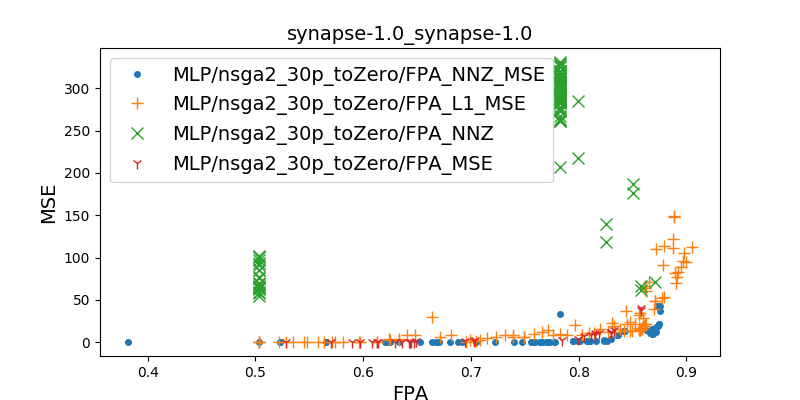 synapse-1.0_synapse-1.0
MLP/nsga2_30p_toZero/FPA_NNZ_MSE
MLP/nsga2_30p_toZero/FPA_L1_MSE
MLP/nsga2_30p_toZero/FPA_NNZ
MLP/nsga2_30p_toZero/FPA_MSE
MSE
300
250
200
150
100
50
0
0.4 0.5 0.6 0.7 0.8 0.9
FPA